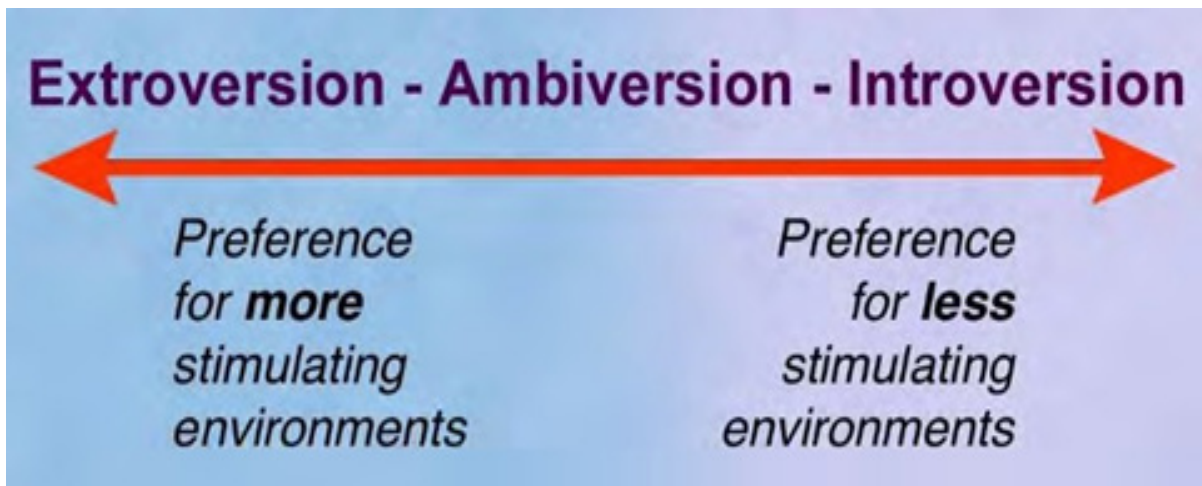 Extroversion - Ambiversion - Introversion
Preference
for more
stimulating
environments
Preference
for less
stimulating
environments